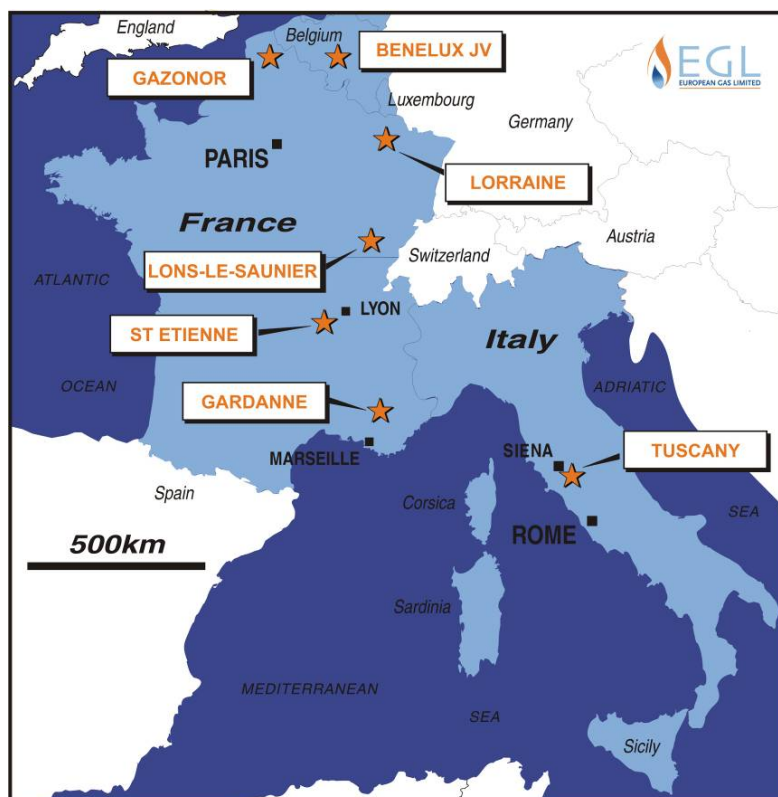 England
Belgium
BENELUX JV
GAZONOR
EGL
EUROPEAN GAS LIMITED
Luxembourg
Germany
PARIS
LORRAINE
France
Switzerland
Austria
LONS-LE-SAUNIER
ATLANTIC
LYON
ST ETIENNE
Italy
OCEAN
ADRIATIC
GARDANNE
MARSEILLE
SIENA
TUSCANY
Spain
Corsica
SEA
500km
ROME
Sardinia
MEDITERRANEAN
SEA
Sicily